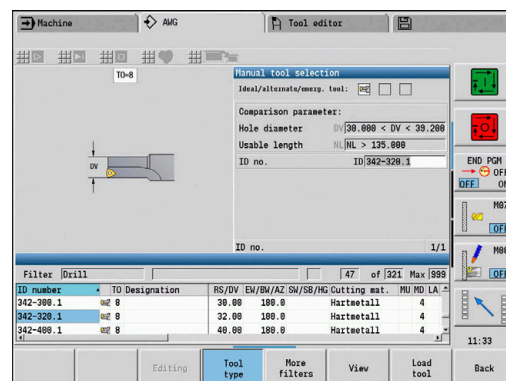 Machine
AWG
Tool editor
TO=8
DV
Manual tool selection
Ideal/alternate/emerg. tool:
Comparison parameter:
Hole diameter DV 30.000 < DV < 39.200
Usable length NL NL > 135.000
ID no. ID 342-320.1
ID no. 1/1
END PGM
OFF
OFF ON
M07
OFF
M08
OFF
Filter Drill 47 of 321 Max 999
ID number TO Designation RS/DV EW/BW/AZ SW/SB/HG Cutting mat. MU MD LA
342-300.1 8 30.00 180.0 Hartmetall 4
342-320.1 8 32.00 180.0 Hartmetall 4
342-400.1 8 40.00 180.0 Hartmetall 4
11:33
Editing
Tool type
More filters
View
Load tool
Back